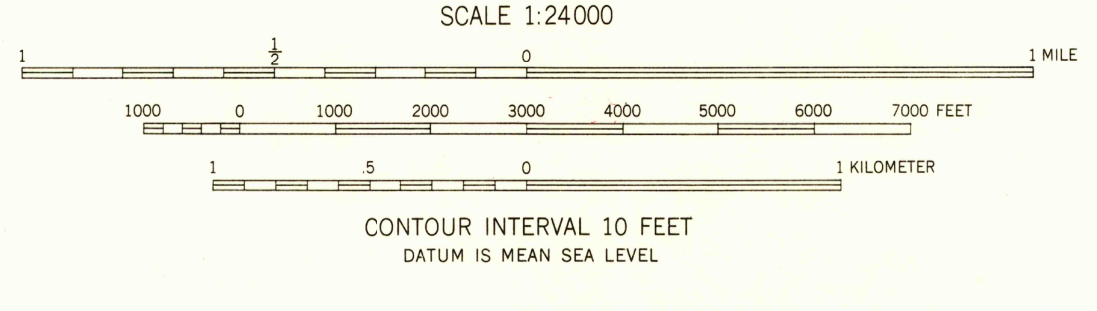 SCALE 1:24000
1 1/2 0 1 MILE
1000 0 1000 2000 3000 4000 5000 6000 7000 FEET
1 .5 0 1 KILOMETER
CONTOUR INTERVAL 10 FEET
DATUM IS MEAN SEA LEVEL